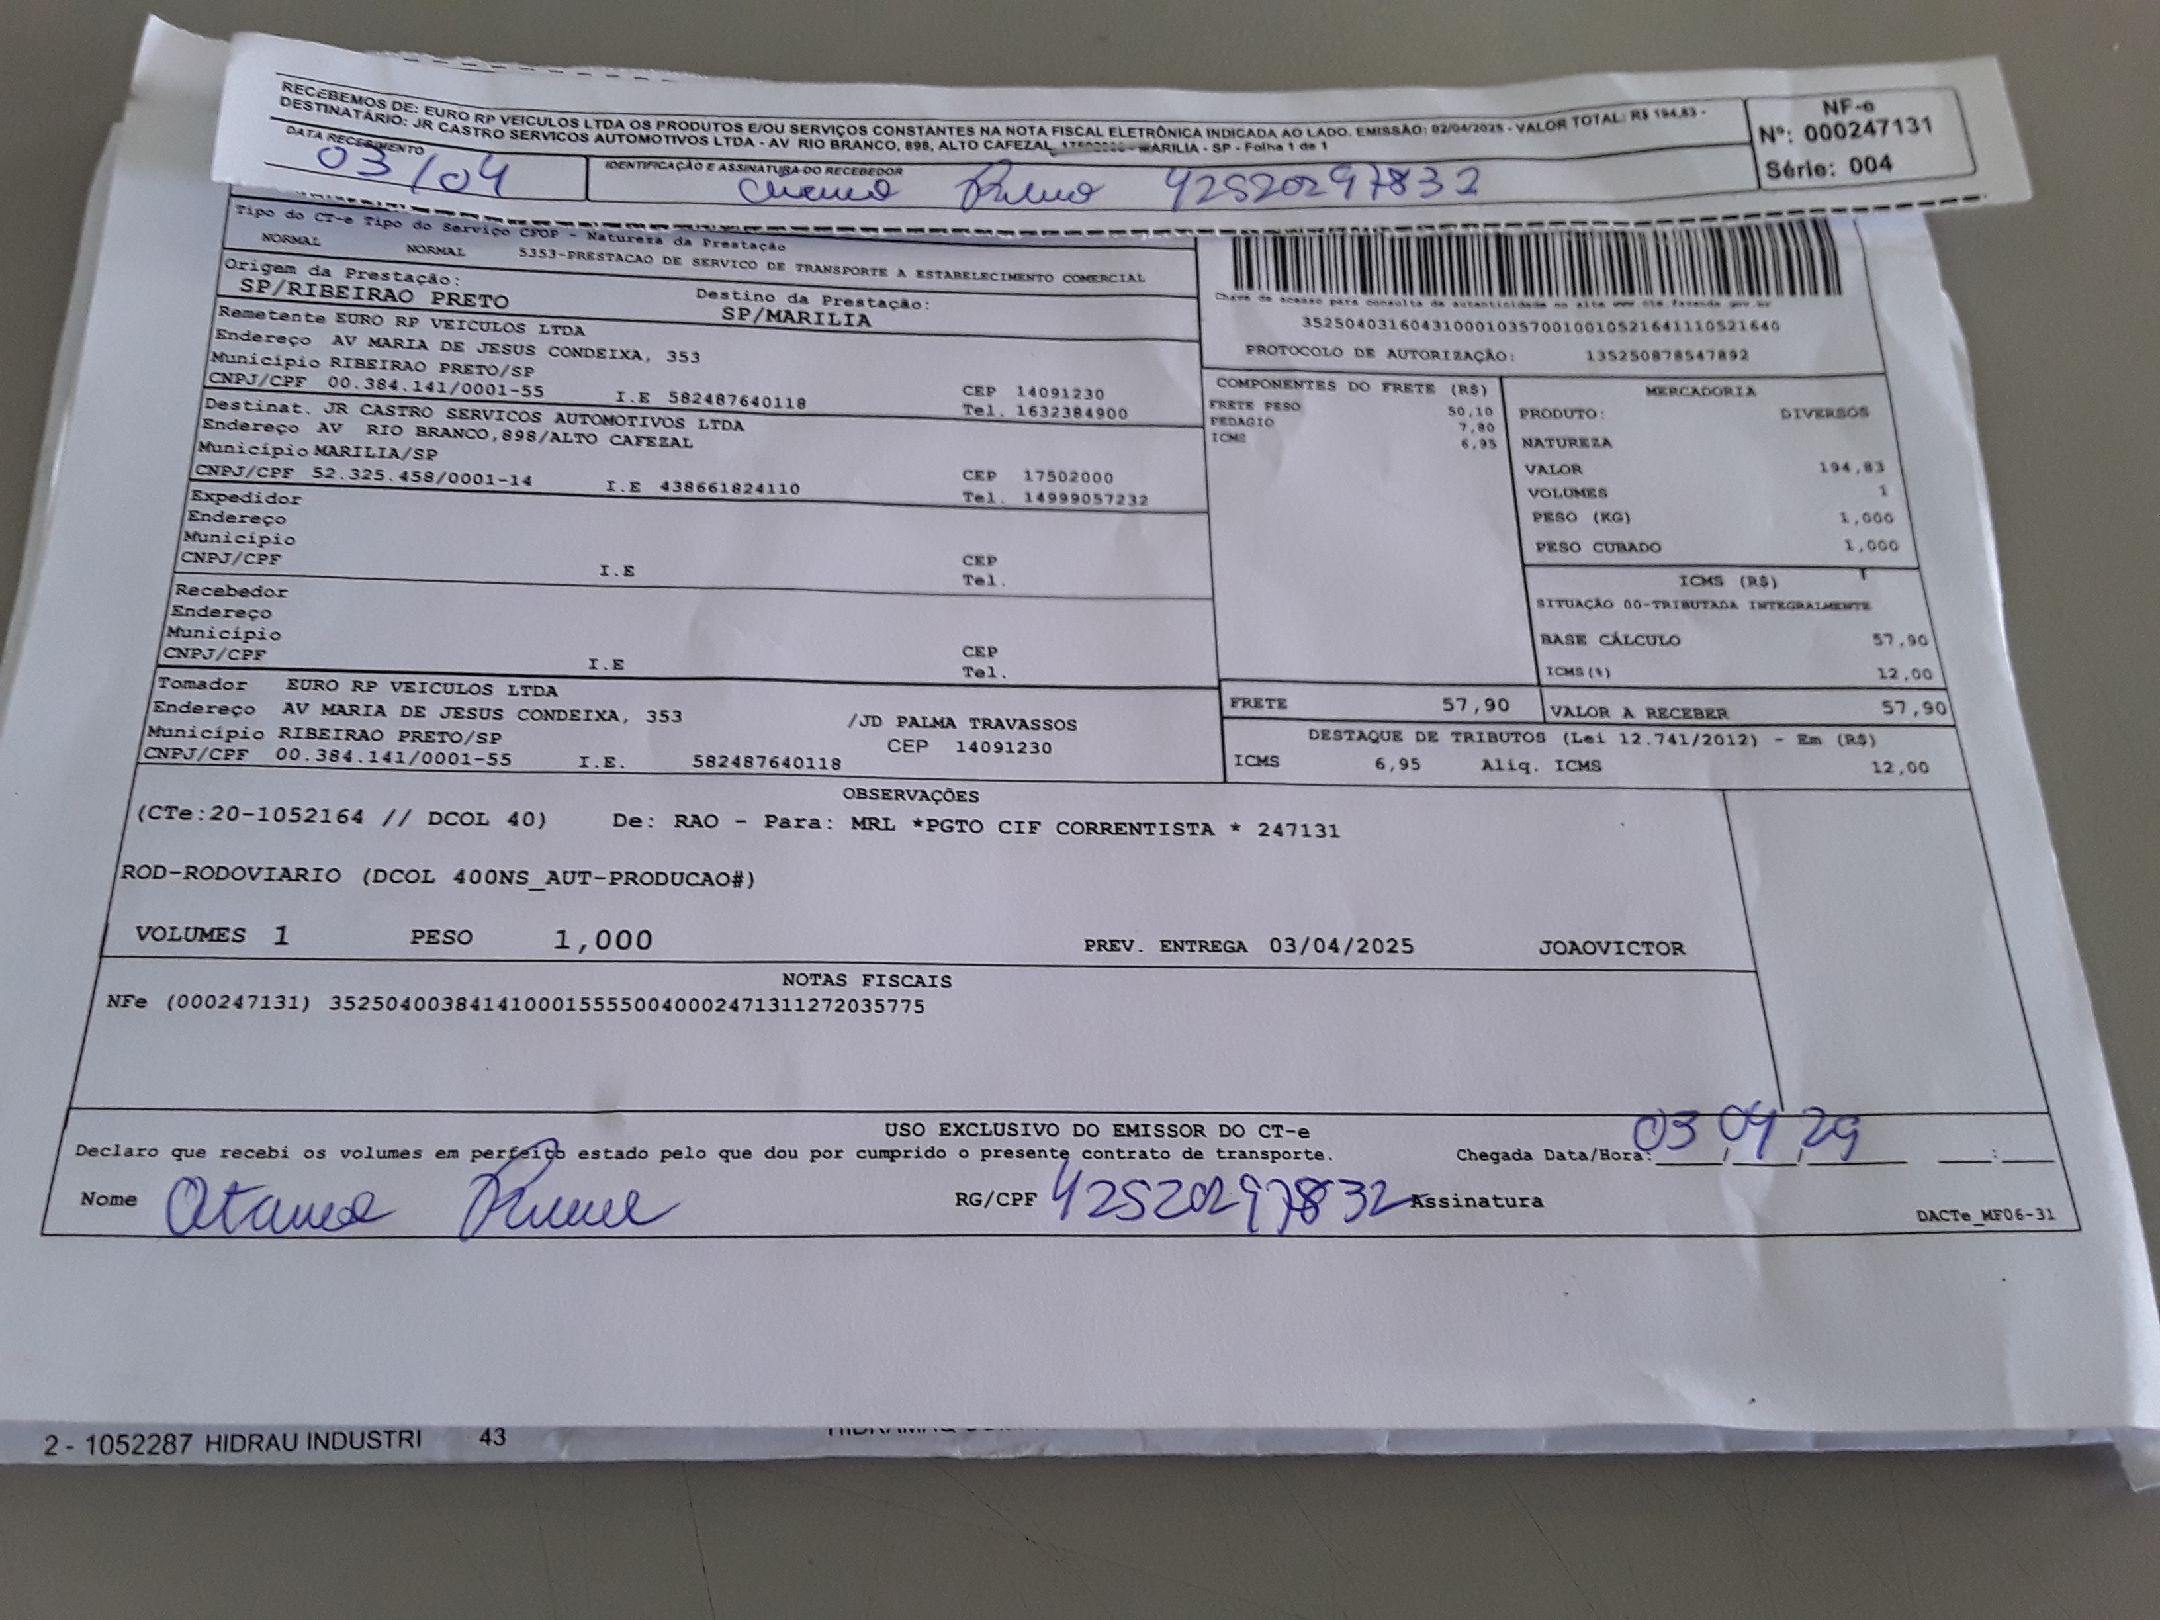 RECEBEMOS DE: EURO RP VEICULOS LTDA OS PRODUTOS E/OU SERVIÇOS CONSTANTES NA NOTA FISCAL ELETRÔNICA INDICADA AO LADO. EMISSÃO: 02/04/2025 - VALOR TOTAL: R$ 194,83 -
DESTINATÁRIO: JR CASTRO SERVICOS AUTOMOTIVOS LTDA - AV RIO BRANCO, 898, ALTO CAFEZAL, MARILIA - SP - Folha 1 de 1
NF-e
Nº: 000247131
Série: 004
DATA RECEBIMENTO
03/04
IDENTIFICAÇÃO E ASSINATURA DO RECEBEDOR
42520297832
Tipo do CT-e Tipo do Serviço CFOP - Natureza da Prestação
NORMAL NORMAL 5353-PRESTACAO DE SERVICO DE TRANSPORTE A ESTABELECIMENTO COMERCIAL
Origem da Prestação: Destino da Prestação:
SP/RIBEIRAO PRETO SP/MARILIA
Remetente EURO RP VEICULOS LTDA
Endereço AV MARIA DE JESUS CONDEIXA, 353
Município RIBEIRAO PRETO/SP CEP 14091230
CNPJ/CPF 00.384.141/0001-55 I.E 582487640118 Tel. 1632384900
Destinat. JR CASTRO SERVICOS AUTOMOTIVOS LTDA
Endereço AV RIO BRANCO,898/ALTO CAFEZAL
Município MARILIA/SP CEP 17502000
CNPJ/CPF 52.325.458/0001-14 I.E 438661824110 Tel. 14999057232
Expedidor
Endereço
Município CEP
CNPJ/CPF I.E Tel.
Recebedor
Endereço
Município CEP
CNPJ/CPF I.E Tel.
Tomador EURO RP VEICULOS LTDA
Endereço AV MARIA DE JESUS CONDEIXA, 353 /JD PALMA TRAVASSOS
Município RIBEIRAO PRETO/SP CEP 14091230
CNPJ/CPF 00.384.141/0001-55 I.E. 582487640118
Chave de acesso para consulta de autenticidade no site www.cte.fazenda.gov.br
35250403160431000103570010010521641110521640
PROTOCOLO DE AUTORIZAÇÃO: 135250878547892
COMPONENTES DO FRETE (R$)
FRETE PESO 50,10
PEDAGIO 7,80
ICMS 6,95
MERCADORIA
PRODUTO: DIVERSOS
NATUREZA
VALOR 194,83
VOLUMES 1
PESO (KG) 1,000
PESO CUBADO 1,000
ICMS (R$)
SITUAÇÃO 00-TRIBUTADA INTEGRALMENTE
BASE CÁLCULO 57,90
ICMS(%) 12,00
FRETE 57,90 VALOR A RECEBER 57,90
DESTAQUE DE TRIBUTOS (Lei 12.741/2012) - Em (R$)
ICMS 6,95 Aliq. ICMS 12,00
OBSERVAÇÕES
(CTe:20-1052164 // DCOL 40) De: RAO - Para: MRL *PGTO CIF CORRENTISTA * 247131
ROD-RODOVIARIO (DCOL 400NS_AUT-PRODUCAO#)
VOLUMES 1 PESO 1,000 PREV. ENTREGA 03/04/2025 JOAOVICTOR
NOTAS FISCAIS
NFe (000247131) 35250400384141000155550040002471311272035775
USO EXCLUSIVO DO EMISSOR DO CT-e
Declaro que recebi os volumes em perfeito estado pelo que dou por cumprido o presente contrato de transporte. Chegada Data/Hora: 03 04
Nome RG/CPF 42520297832 Assinatura
DACTe_MF06-31
2 - 1052287 HIDRAU INDUSTRI 43